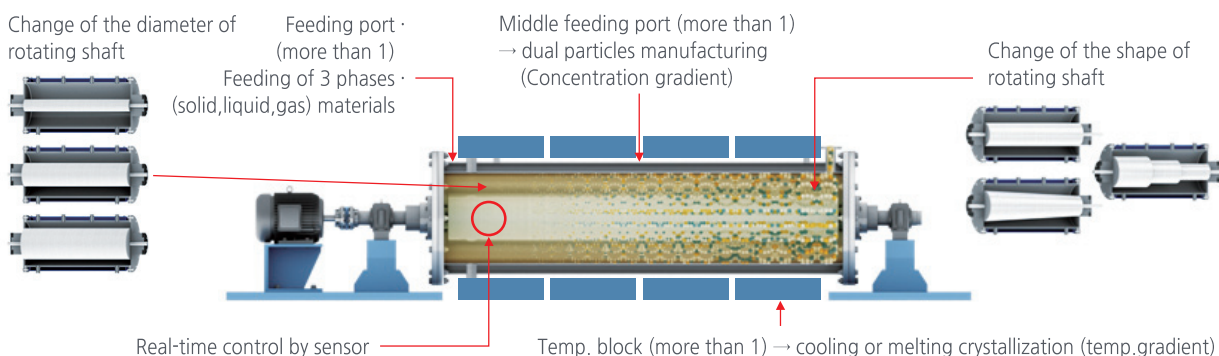 Change of the diameter of
rotating shaft
Feeding port ·
(more than 1)
Feeding of 3 phases ·
(solid,liquid,gas) materials
Middle feeding port (more than 1)
→ dual particles manufacturing
(Concentration gradient)
Change of the shape of
rotating shaft
Real-time control by sensor
Temp. block (more than 1) → cooling or melting crystallization (temp.gradient)